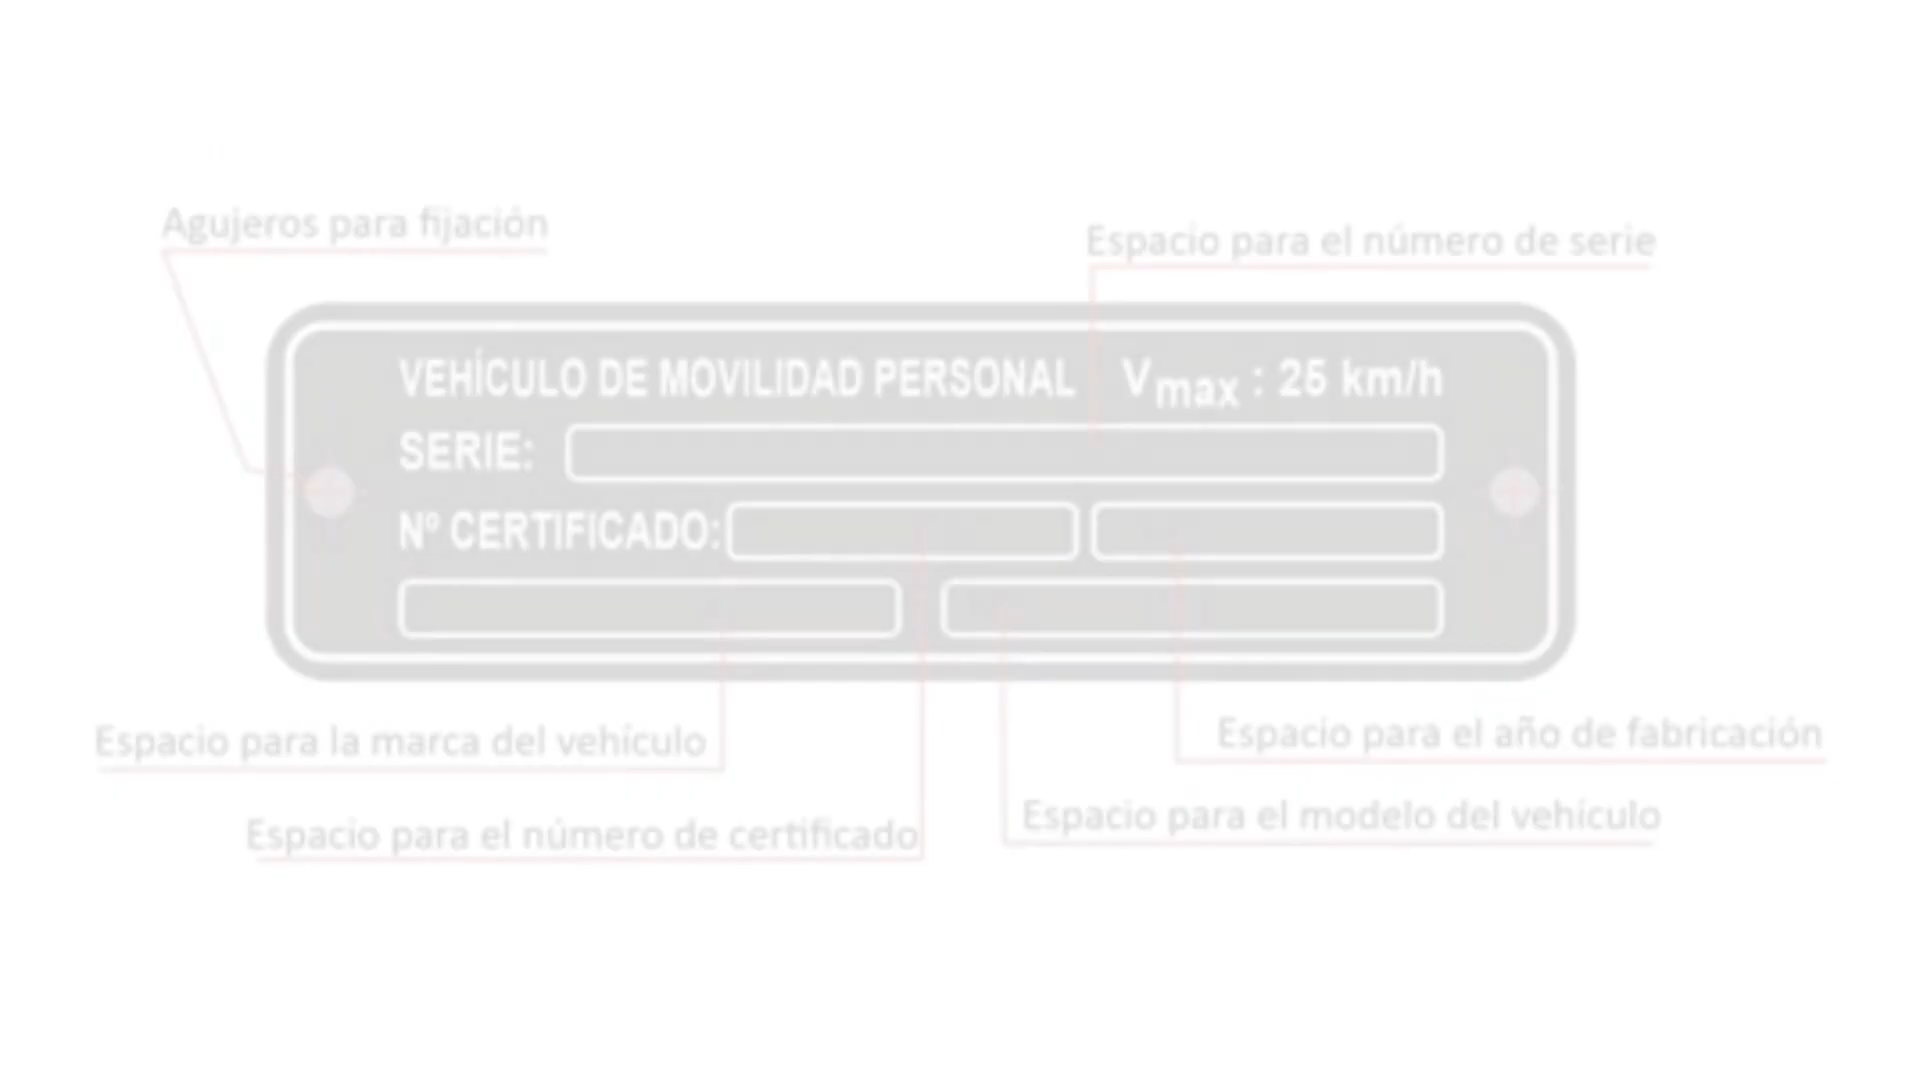 Agujeros para fijación
Espacio para el número de serie
VEHÍCULO DE MOVILIDAD PERSONAL Vmax : 25 km/h
SERIE:
Nº CERTIFICADO:
Espacio para la marca del vehículo
Espacio para el año de fabricación
Espacio para el modelo del vehículo
Espacio para el número de certificado